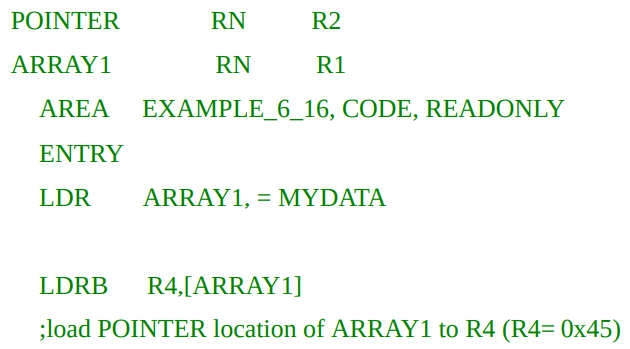 POINTER RN R2
ARRAY1 RN R1
AREA EXAMPLE_6_16, CODE, READONLY
ENTRY
LDR ARRAY1, = MYDATA
LDRB R4,[ARRAY1]
;load POINTER location of ARRAY1 to R4 (R4= 0x45)